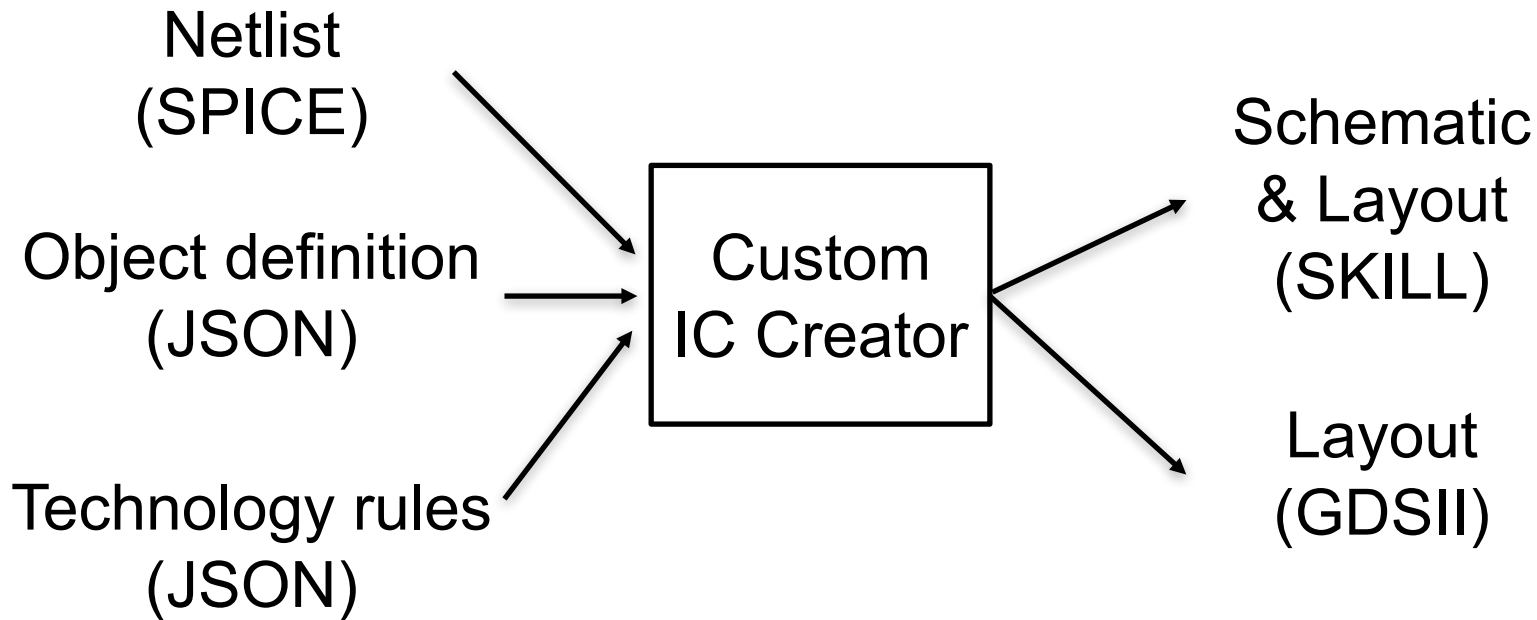 Netlist
(SPICE)
Object definition
(JSON)
Technology rules
(JSON)
Custom
IC Creator
Schematic
& Layout
(SKILL)
Layout
(GDSII)